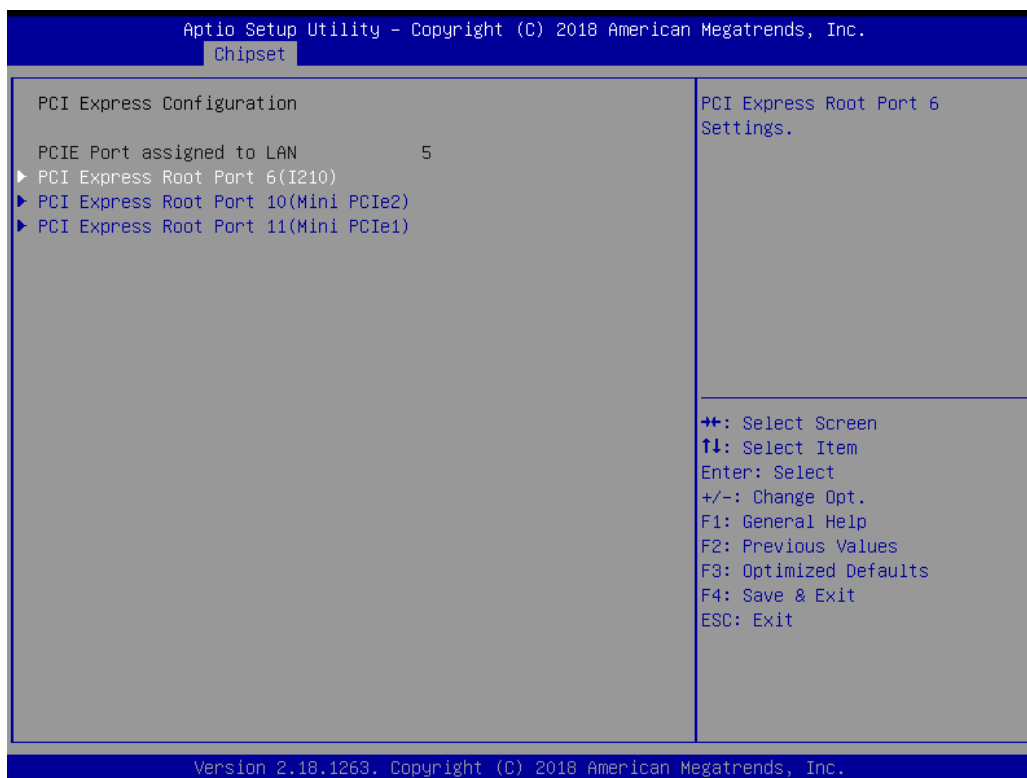 Aptio Setup Utility – Copyright (C) 2018 American Megatrends, Inc.
Chipset
PCI Express Configuration
PCIE Port assigned to LAN 5
▶ PCI Express Root Port 6(I210)
▶ PCI Express Root Port 10(Mini PCIe2)
▶ PCI Express Root Port 11(Mini PCIe1)
PCI Express Root Port 6
Settings.
→←: Select Screen
↑↓: Select Item
Enter: Select
+/-: Change Opt.
F1: General Help
F2: Previous Values
F3: Optimized Defaults
F4: Save & Exit
ESC: Exit
Version 2.18.1263. Copyright (C) 2018 American Megatrends, Inc.